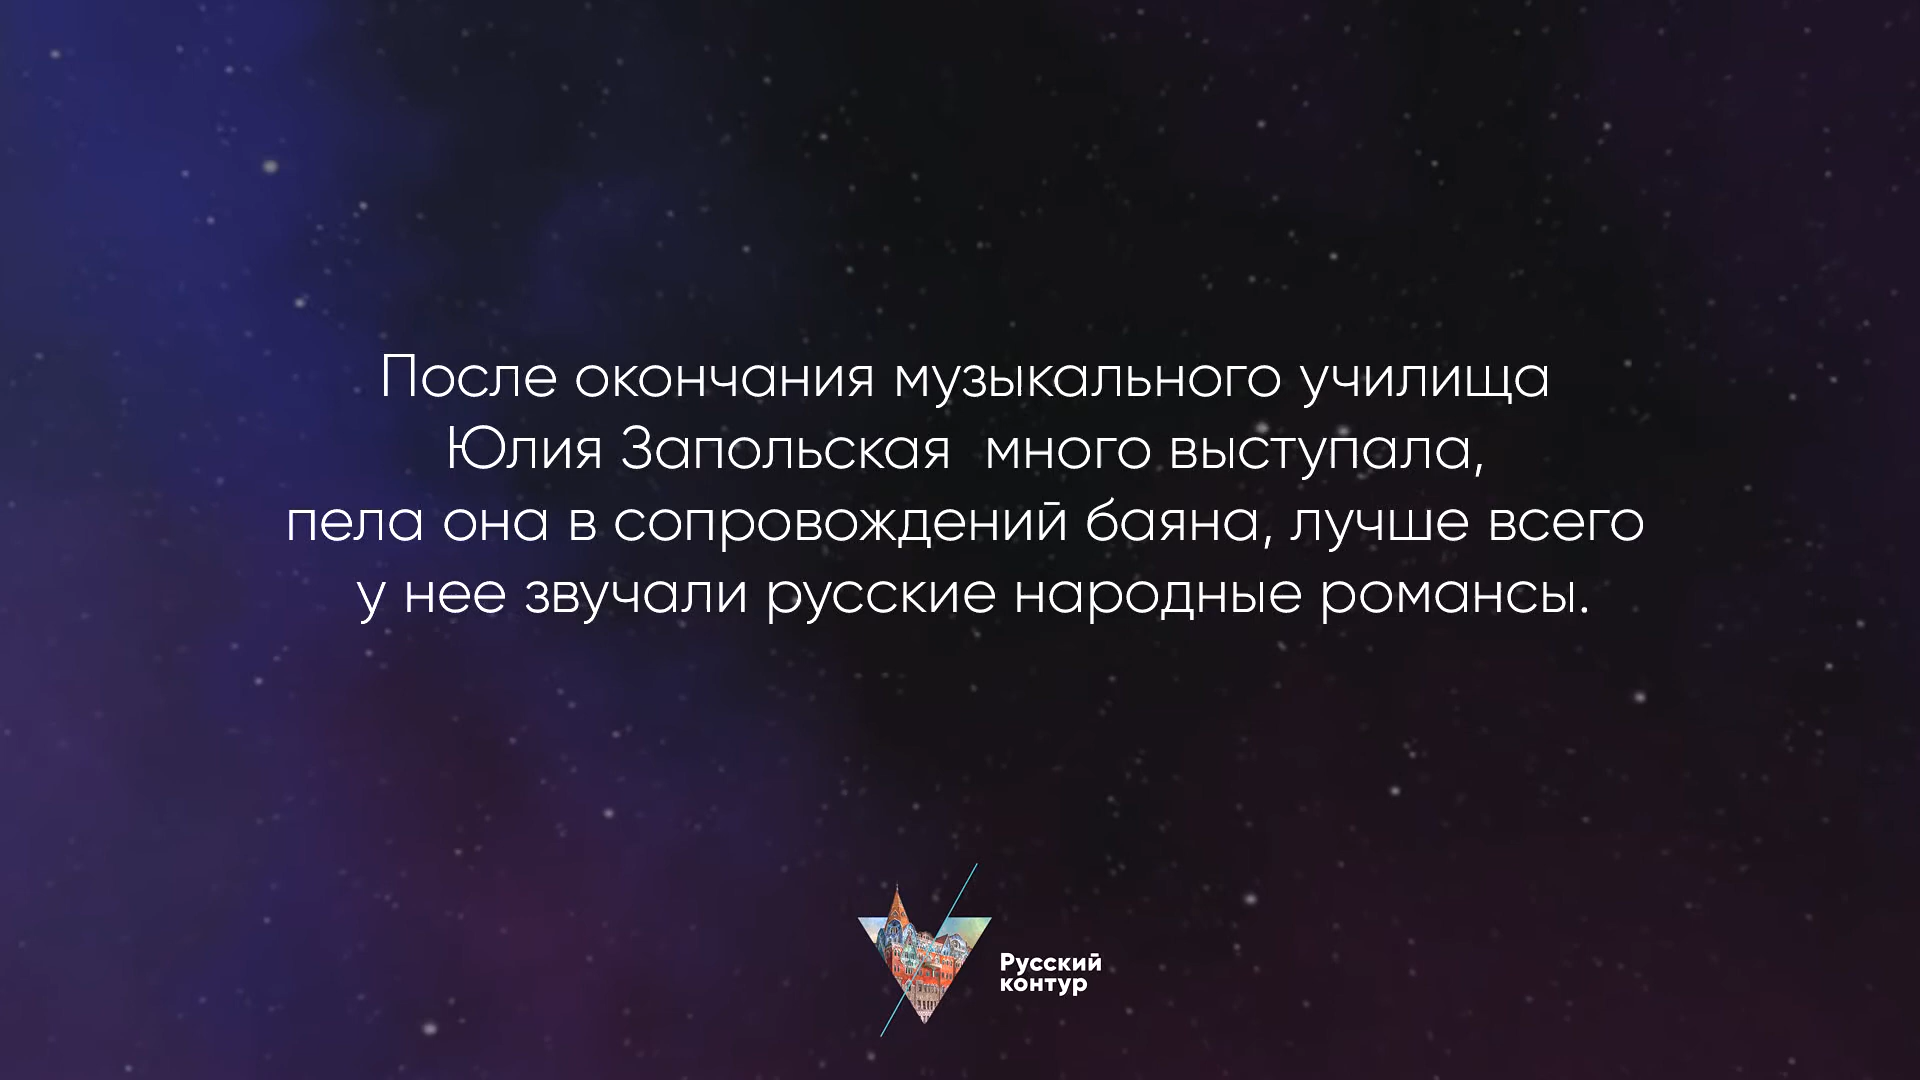 После окончания музыкального училища
Юлия Запольская  много выступала,
пела она в сопровождений баяна, лучше всего
у нее звучали русские народные романсы.
Русский
контур